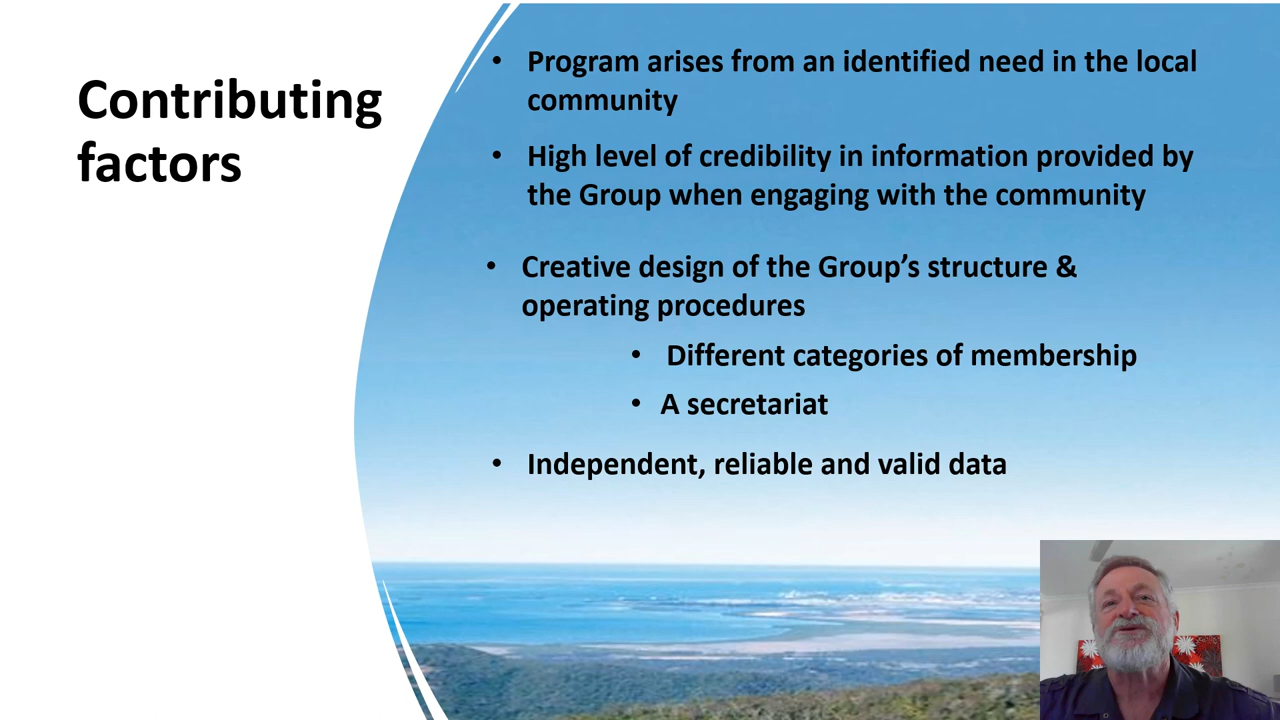 Contributing
factors
• Program arises from an identified need in the local
community
• High level of credibility in information provided by
the Group when engaging with the community
• Creative design of the Group’s structure &
operating procedures
• Different categories of membership
• A secretariat
• Independent, reliable and valid data